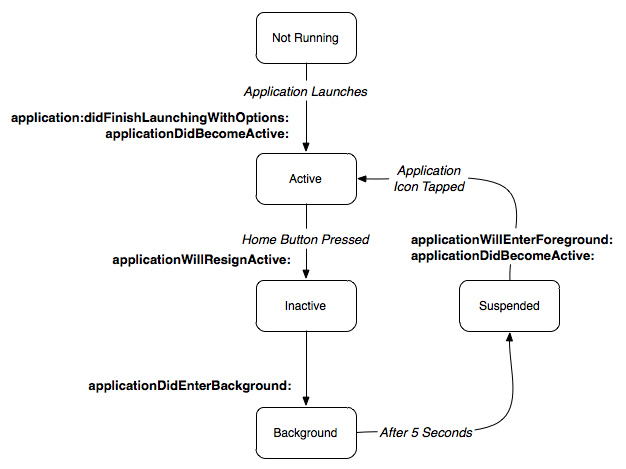 Not Running
Application Launches
application:didFinishLaunchingWithOptions:
applicationDidBecomeActive:
Active
Application
Icon Tapped
Home Button Pressed
applicationWillResignActive:
applicationWillEnterForeground:
applicationDidBecomeActive:
Inactive
Suspended
applicationDidEnterBackground:
Background
After 5 Seconds